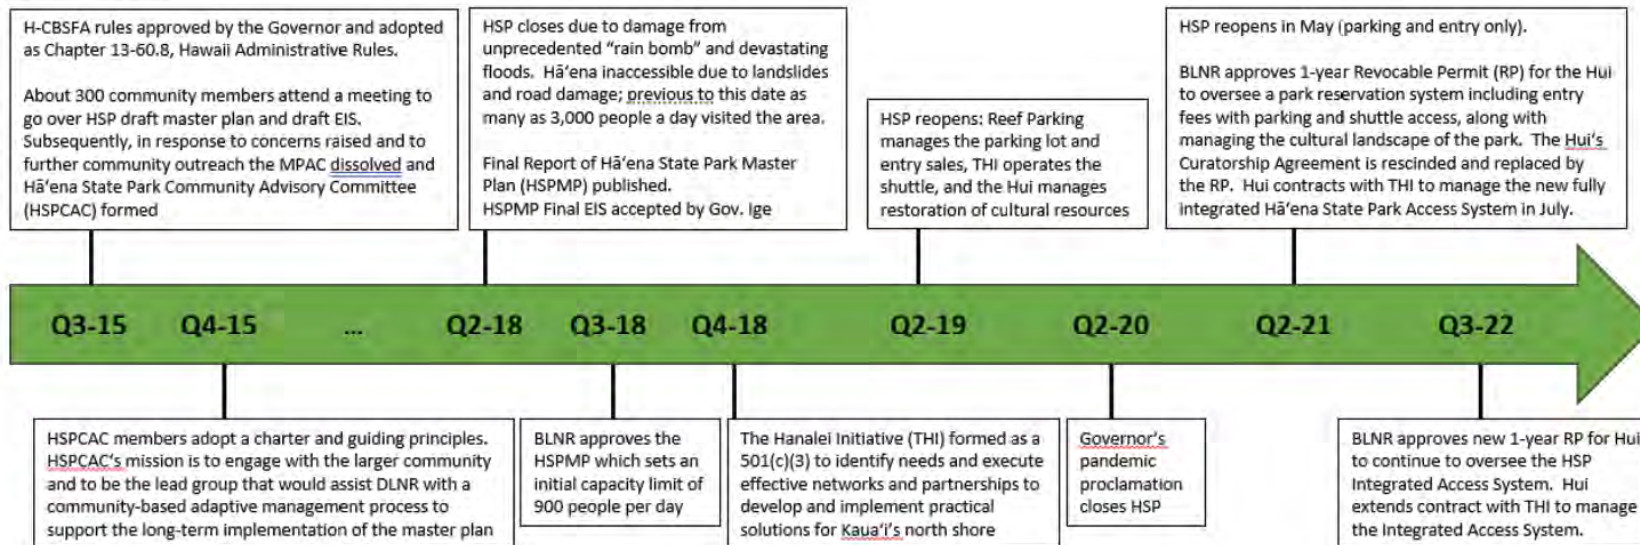 H-CBSFA rules approved by the Governor and adopted
as Chapter 13-60.8, Hawaii Administrative Rules.
About 300 community members attend a meeting to
go over HSP draft master plan and draft EIS.
Subsequently, in response to concerns raised and to
further community outreach the MPAC dissolved and
Hā‘ena State Park Community Advisory Committee
(HSPCAC) formed
HSP closes due to damage from
unprecedented “rain bomb” and devastating
floods. Hā‘ena inaccessible due to landslides
and road damage; previous to this date as
many as 3,000 people a day visited the area.
Final Report of Hā‘ena State Park Master
Plan (HSPMP) published.
HSPMP Final EIS accepted by Gov. Ige
HSP reopens: Reef Parking
manages the parking lot and
entry sales, THI operates the
shuttle, and the Hui manages
restoration of cultural resources
HSP reopens in May (parking and entry only).
BLNR approves 1-year Revocable Permit (RP) for the Hui
to oversee a park reservation system including entry
fees with parking and shuttle access, along with
managing the cultural landscape of the park. The Hui’s
Curatorship Agreement is rescinded and replaced by
the RP. Hui contracts with THI to manage the new fully
integrated Hā‘ena State Park Access System in July.
Q3-15 Q4-15 ... Q2-18 Q3-18 Q4-18 Q2-19 Q2-20 Q2-21 Q3-22
HSPCAC members adopt a charter and guiding principles.
HSPCAC’s mission is to engage with the larger community
and to be the lead group that would assist DLNR with a
community-based adaptive management process to
support the long-term implementation of the master plan
BLNR approves the
HSPMP which sets an
initial capacity limit of
900 people per day
The Hanalei Initiative (THI) formed as a
501(c)(3) to identify needs and execute
effective networks and partnerships to
develop and implement practical
solutions for Kaua‘i’s north shore
Governor’s
pandemic
proclamation
closes HSP
BLNR approves new 1-year RP for Hui
to continue to oversee the HSP
Integrated Access System. Hui
extends contract with THI to manage
the Integrated Access System.